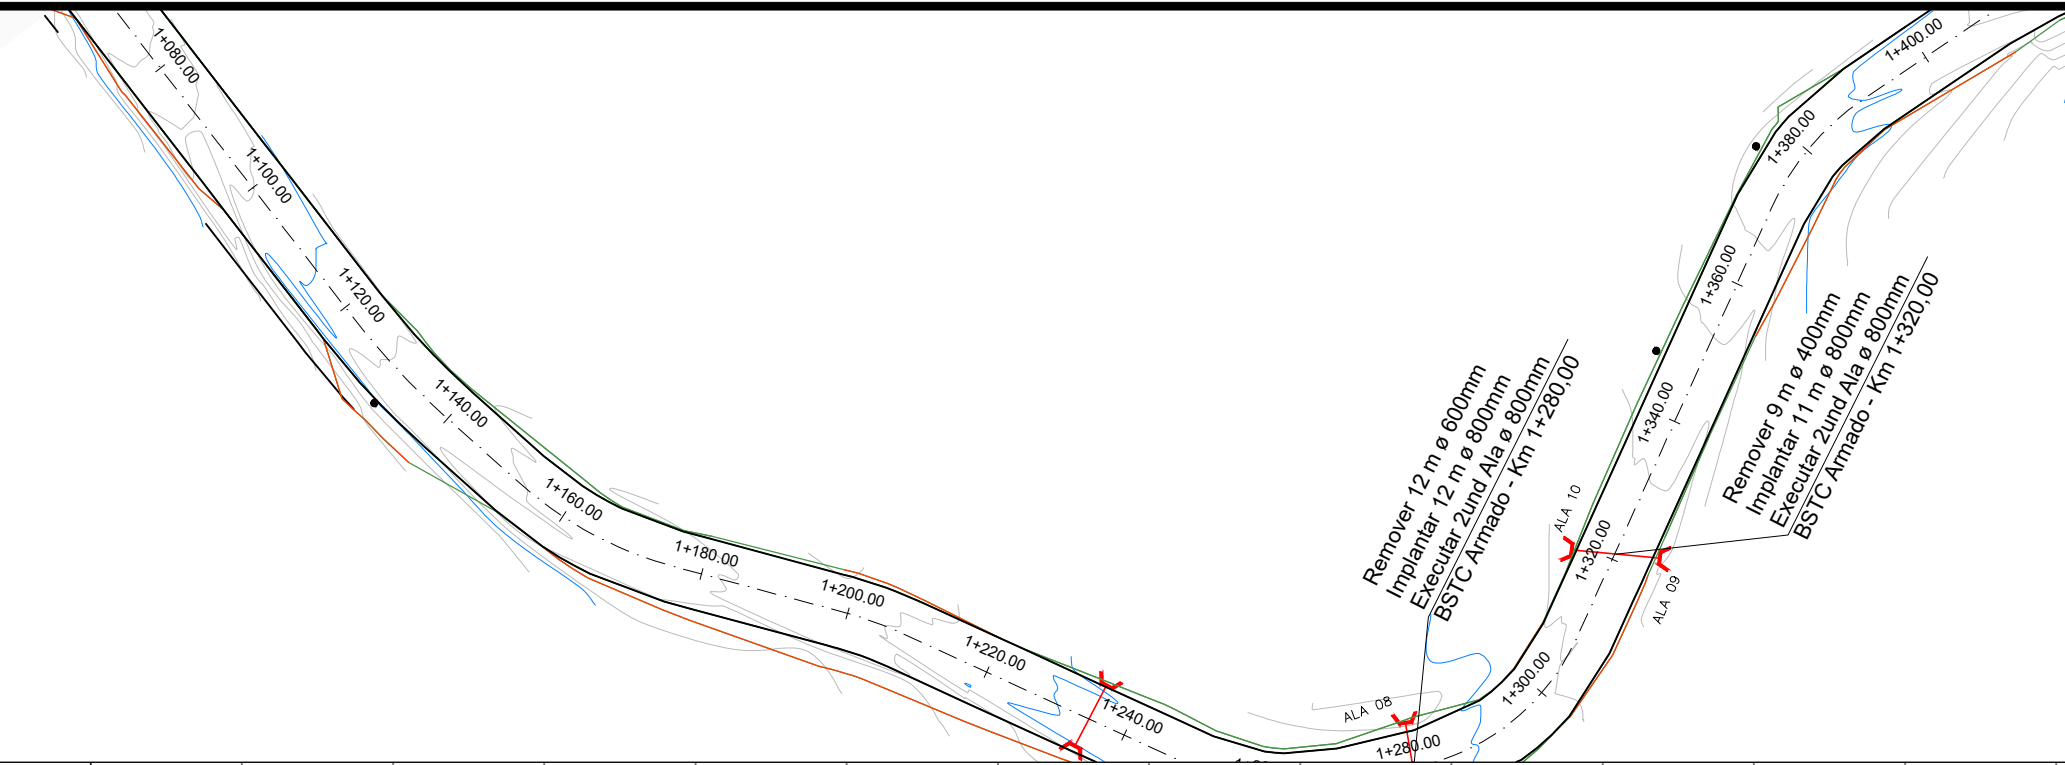 1+080.00
1+100.00
1+120.00
1+140.00
1+160.00
1+180.00
1+200.00
1+220.00
1+240.00
1+280.00
1+300.00
1+320.00
1+340.00
1+360.00
1+380.00
1+400.00
ALA 08
ALA 10
ALA 09
Remover 12 m ø 600mm
Implantar 12 m ø 800mm
Executar 2und Ala ø 800mm
BSTC Armado - Km 1+280,00
Remover 9 m ø 400mm
Implantar 11 m ø 800mm
Executar 2und Ala ø 800mm
BSTC Armado - Km 1+320,00